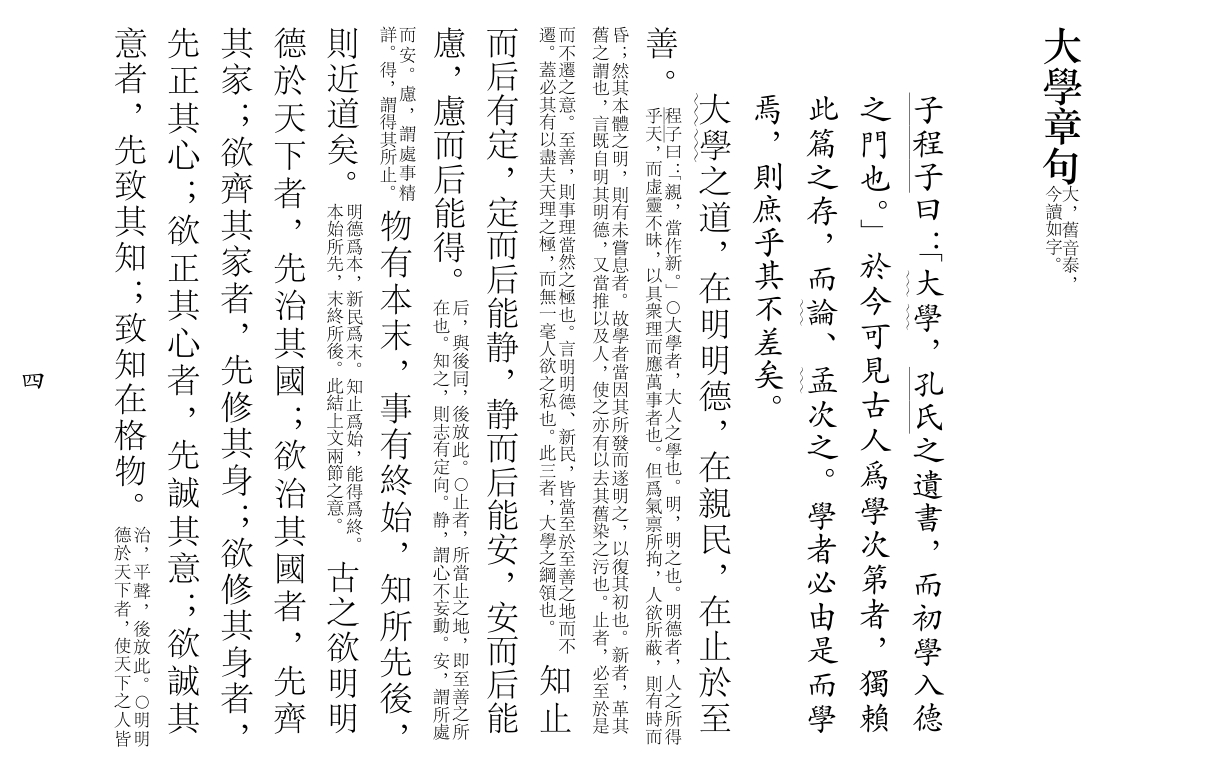 大學章句大，舊音泰，今讀如字。
子程子曰：「大學，孔氏之遺書，而初學入德
之門也。」於今可見古人爲學次第者，獨賴
此篇之存，而論、孟次之。學者必由是而學
焉，則庶乎其不差矣。
大學之道，在明明德，在親民，在止於至
善。程子曰：「親，當作新。」○大學者，大人之學也。明，明之也。明德者，人之所得
乎天，而虛靈不昧，以具衆理而應萬事者也。但爲氣禀所拘，人欲所蔽，則有時而
昏；然其本體之明，則有未嘗息者。故學者當因其所發而遂明之，以復其初也。新者，革其
舊之謂也，言既自明其明德，又當推以及人，使之亦有以去其舊染之污也。止者，必至於是
而不遷之意。至善，則事理當然之極也。言明明德、新民，皆當至於至善之地而不
遷。蓋必其有以盡夫天理之極，而無一毫人欲之私也。此三者，大學之綱領也。知止
而后有定，定而后能静，静而后能安，安而后能
慮，慮而后能得。后，與後同，後放此。○止者，所當止之地，即至善之所
在也。知之，則志有定向。静，謂心不妄動。安，謂所處
而安。慮，謂處事精
詳。得，謂得其所止。物有本末，事有終始，知所先後，
則近道矣。明德爲本，新民爲末。知止爲始，能得爲終。
本始所先，末終所後。此結上文兩節之意。古之欲明明
德於天下者，先治其國；欲治其國者，先齊
其家；欲齊其家者，先修其身；欲修其身者，
先正其心；欲正其心者，先誠其意；欲誠其
意者，先致其知；致知在格物。治，平聲，後放此。○明明
德於天下者，使天下之人皆
四